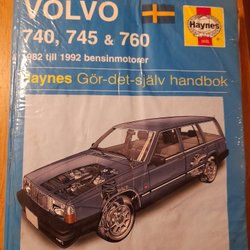 VOLVO
740, 745 & 760
1982 till 1992 bensinmotorer
Haynes
Haynes Gör-det-själv handbok